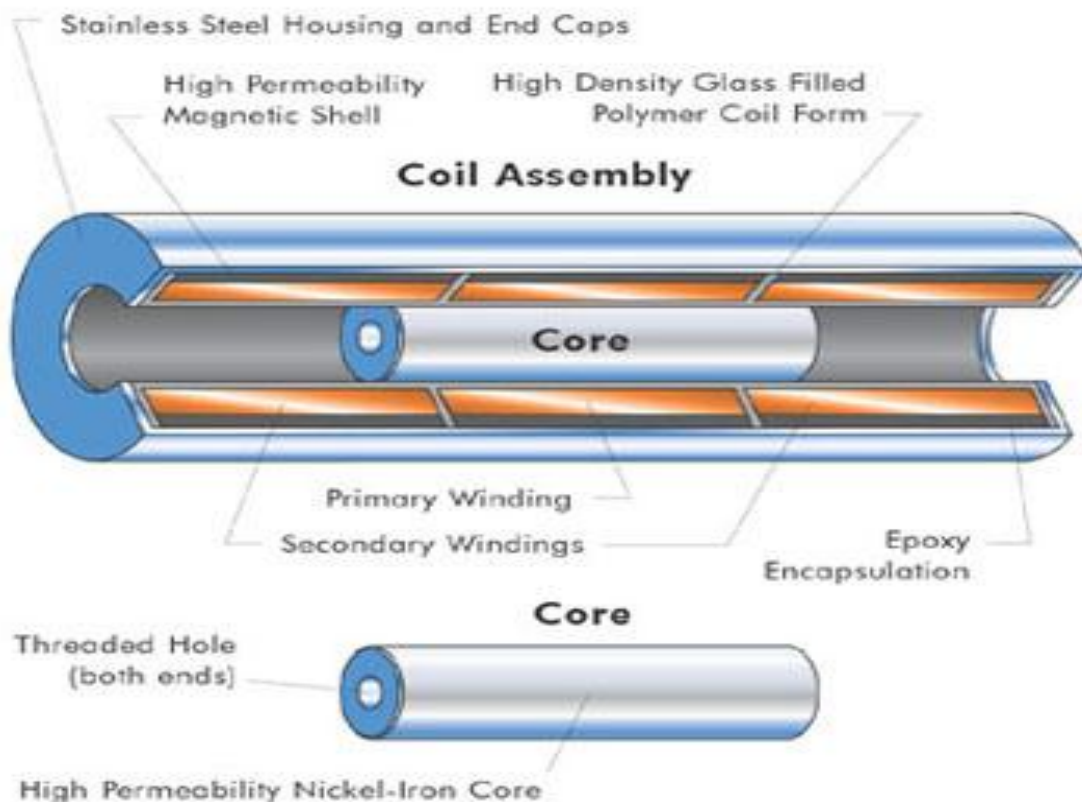 Stainless Steel Housing and End Caps
High Permeability
Magnetic Shell
High Density Glass Filled
Polymer Coil Form
Coil Assembly
Core
Primary Winding
Secondary Windings
Epoxy
Encapsulation
Core
Threaded Hole
(both ends)
High Permeability Nickel-Iron Core